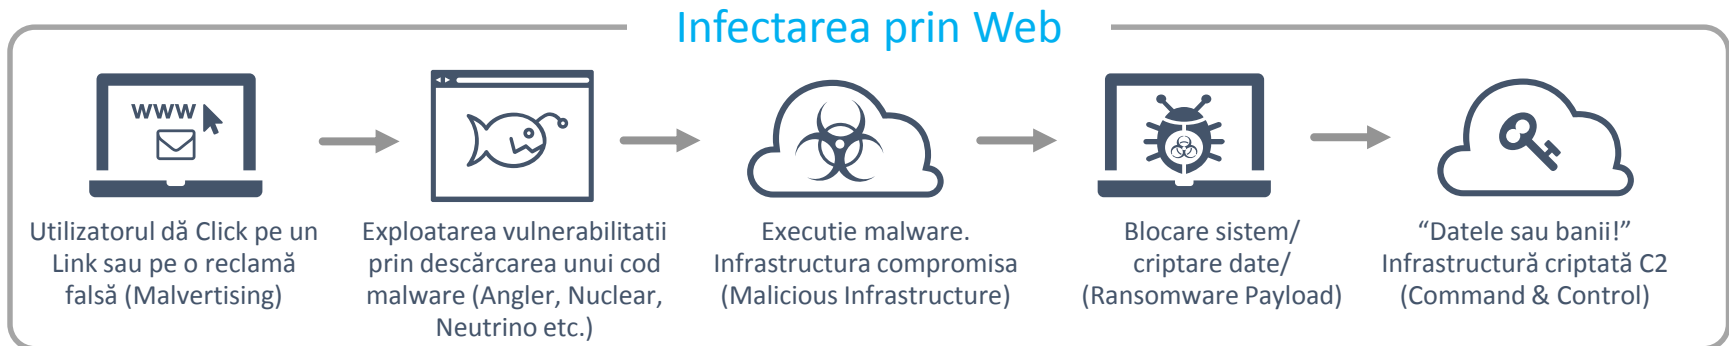 Infectarea prin Web
www
Utilizatorul dă Click pe un
Link sau pe o reclamă
falsă (Malvertising)
Exploatarea vulnerabilitatii
prin descărcarea unui cod
malware (Angler, Nuclear,
Neutrino etc.)
Executie malware.
Infrastructura compromisa
(Malicious Infrastructure)
Blocare sistem/
criptare date/
(Ransomware Payload)
“Datele sau banii!”
Infrastructură criptată C2
(Command & Control)